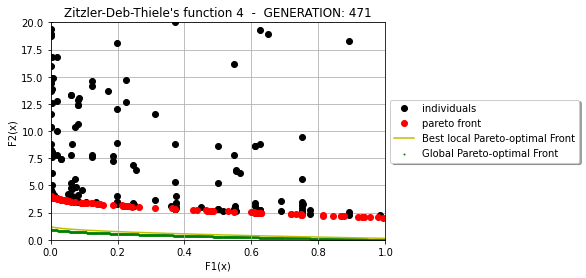 Zitzler-Deb-Thiele's function 4 - GENERATION: 471
F2(x)
20.0
17.5
15.0
12.5
10.0
7.5
5.0
2.5
0.0
0.0 0.2 0.4 0.6 0.8 1.0
F1(x)
individuals
pareto front
Best local Pareto-optimal Front
Global Pareto-optimal Front